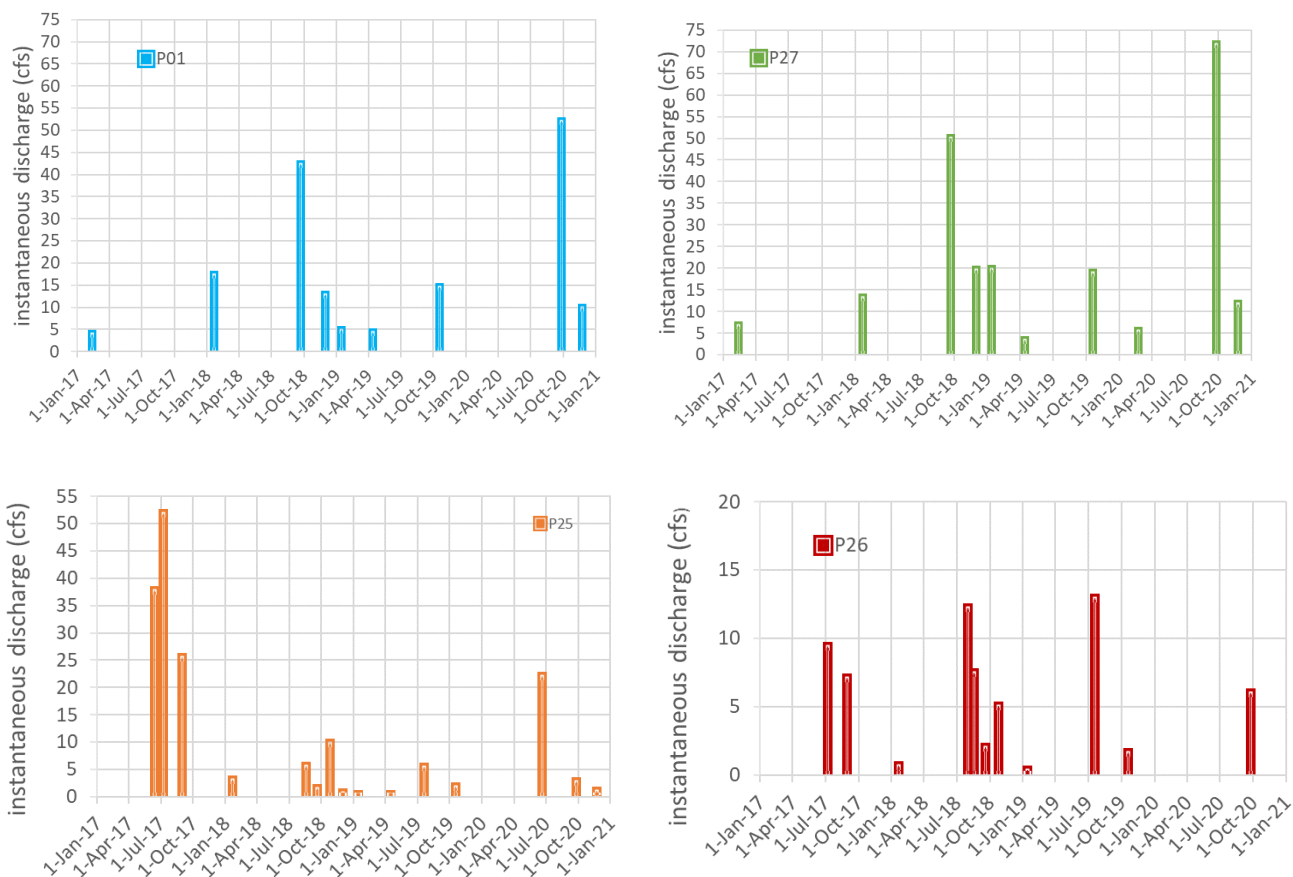 instantaneous discharge (cfs)
75
70
65
60
55
50
45
40
35
30
25
20
15
10
5
0
P01
1-Jan-17
1-Apr-17
1-Jul-17
1-Oct-17
1-Jan-18
1-Apr-18
1-Jul-18
1-Oct-18
1-Jan-19
1-Apr-19
1-Jul-19
1-Oct-19
1-Jan-20
1-Apr-20
1-Jul-20
1-Oct-20
1-Jan-21
instantaneous discharge (cfs)
75
70
65
60
55
50
45
40
35
30
25
20
15
10
5
0
P27
1-Jan-17
1-Apr-17
1-Jul-17
1-Oct-17
1-Jan-18
1-Apr-18
1-Jul-18
1-Oct-18
1-Jan-19
1-Apr-19
1-Jul-19
1-Oct-19
1-Jan-20
1-Apr-20
1-Jul-20
1-Oct-20
1-Jan-21
instantaneous discharge (cfs)
55
50
45
40
35
30
25
20
15
10
5
0
P25
1-Jan-17
1-Apr-17
1-Jul-17
1-Oct-17
1-Jan-18
1-Apr-18
1-Jul-18
1-Oct-18
1-Jan-19
1-Apr-19
1-Jul-19
1-Oct-19
1-Jan-20
1-Apr-20
1-Jul-20
1-Oct-20
1-Jan-21
instantaneous discharge (cfs)
20
15
10
5
0
P26
1-Jan-17
1-Apr-17
1-Jul-17
1-Oct-17
1-Jan-18
1-Apr-18
1-Jul-18
1-Oct-18
1-Jan-19
1-Apr-19
1-Jul-19
1-Oct-19
1-Jan-20
1-Apr-20
1-Jul-20
1-Oct-20
1-Jan-21